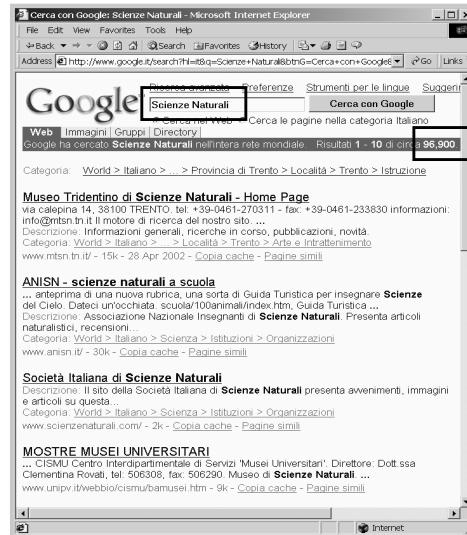 Cerca con Google: Scienze Naturali - Microsoft Internet Explorer
File Edit View Favorites Tools Help
Back Search Favorites History
Address http://www.google.it/search?hl=it&q=Scienze+Naturali&btnG=Cerca+con+Google& Go Links
Google
Ricerca avanzata Preferenze Strumenti per le lingue Suggeri
Scienze Naturali Cerca con Google
Cerca nel Web Cerca le pagine nella categoria Italiano
Web Immagini Gruppi Directory
Google ha cercato Scienze Naturali nell'intera rete mondiale Risultati 1 - 10 di circa 96,900.
Categoria: World > Italiano > ... > Provincia di Trento > Località > Trento > Istruzione
Museo Tridentino di Scienze Naturali - Home Page
via calepina 14, 38100 TRENTO. tel: +39-0461-270311 - fax: +39-0461-233830 informazioni:
info@mtsn.tn.it Il motore di ricerca del nostro sito. ...
Descrizione: Informazioni generali, ricerche in corso, pubblicazioni, novità.
Categoria: World > Italiano > ... > Località > Trento > Arte e Intrattenimento
www.mtsn.tn.it/ - 15k - 28 Apr 2002 - Copia cache - Pagine simili
ANISN - scienze naturali a scuola
... anteprima di una nuova rubrica, una sorta di Guida Turistica per insegnare Scienze
del Cielo. Dateci un'occhiata. scuola/100animali/index.htm, Guida Turistica ...
Descrizione: Associazione Nazionale Insegnanti di Scienze Naturali. Presenta articoli
naturalistici, recensioni...
Categoria: World > Italiano > Scienza > Istituzioni > Organizzazioni
www.anisn.it/ - 30k - Copia cache - Pagine simili
Società Italiana di Scienze Naturali
Descrizione: Il sito della Società Italiana di Scienze Naturali presenta avvenimenti, immagini
e articoli su questa...
Categoria: World > Italiano > Scienza > Istituzioni > Organizzazioni
www.scienzenaturali.com/ - 2k - Copia cache - Pagine simili
MOSTRE MUSEI UNIVERSITARI
... CISMU Centro Interdipartimentale di Servizi 'Musei Universitari'. Direttore: Dott.ssa
Clementina Rovati, tel: 506308, fax: 506290. Museo di Scienze Naturali. ...
www.unipv.it/webbio/cismu/bamusei.htm - 9k - Copia cache - Pagine simili
Internet